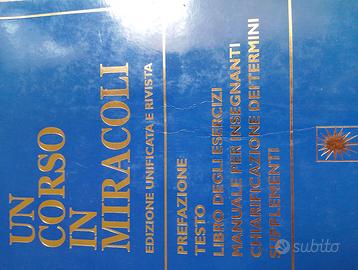 UN
CORSO
IN
MIRACOLI
EDIZIONE UNIFICATA E RIVISTA
PREFAZIONE
TESTO
LIBRO DEGLI ESERCIZI
MANUALE PER INSEGNANTI
CHIARIFICAZIONE DEI TERMINI
SUPPLEMENTI
subito